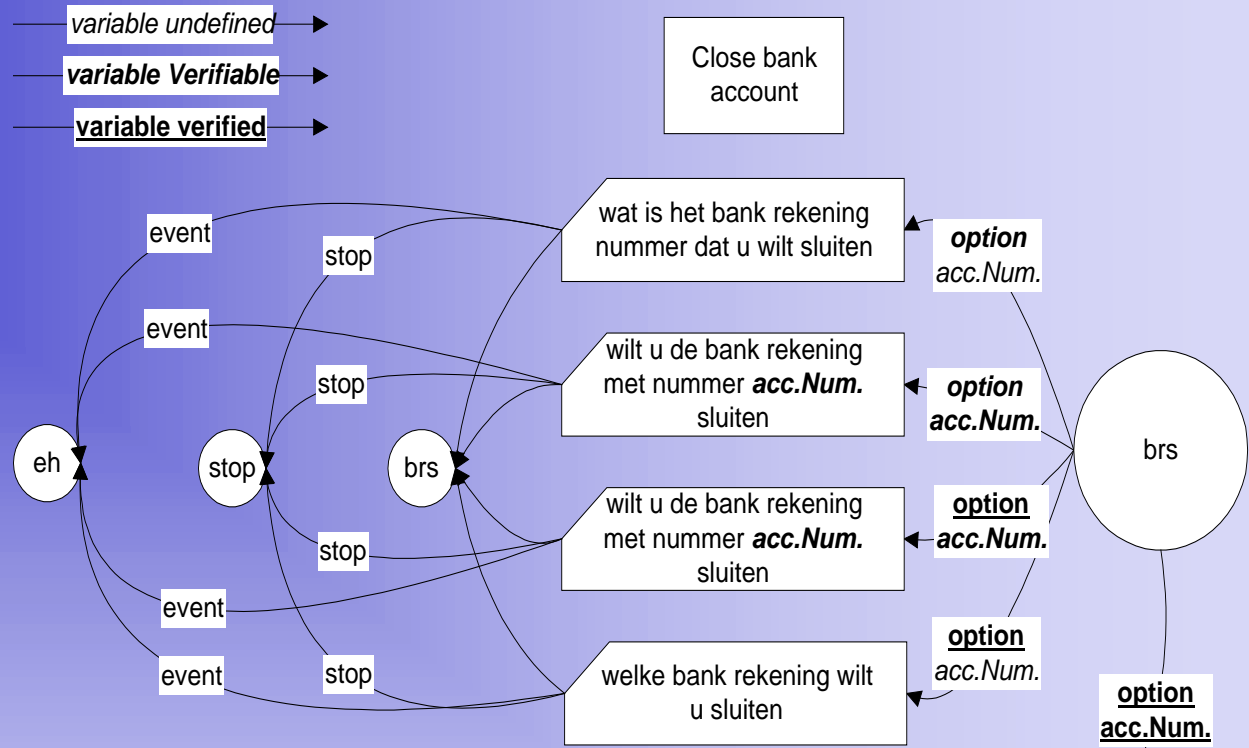 variable undefined
variable Verifiable
variable verified
Close bank
account
wat is het bank rekening
nummer dat u wilt sluiten
event
stop
option
acc.Num.
wilt u de bank rekening
met nummer acc.Num.
sluiten
event
stop
option
acc.Num.
eh
stop
brs
brs
wilt u de bank rekening
met nummer acc.Num.
sluiten
stop
event
option
acc.Num.
welke bank rekening wilt
u sluiten
event
stop
option
acc.Num.
option
acc.Num.